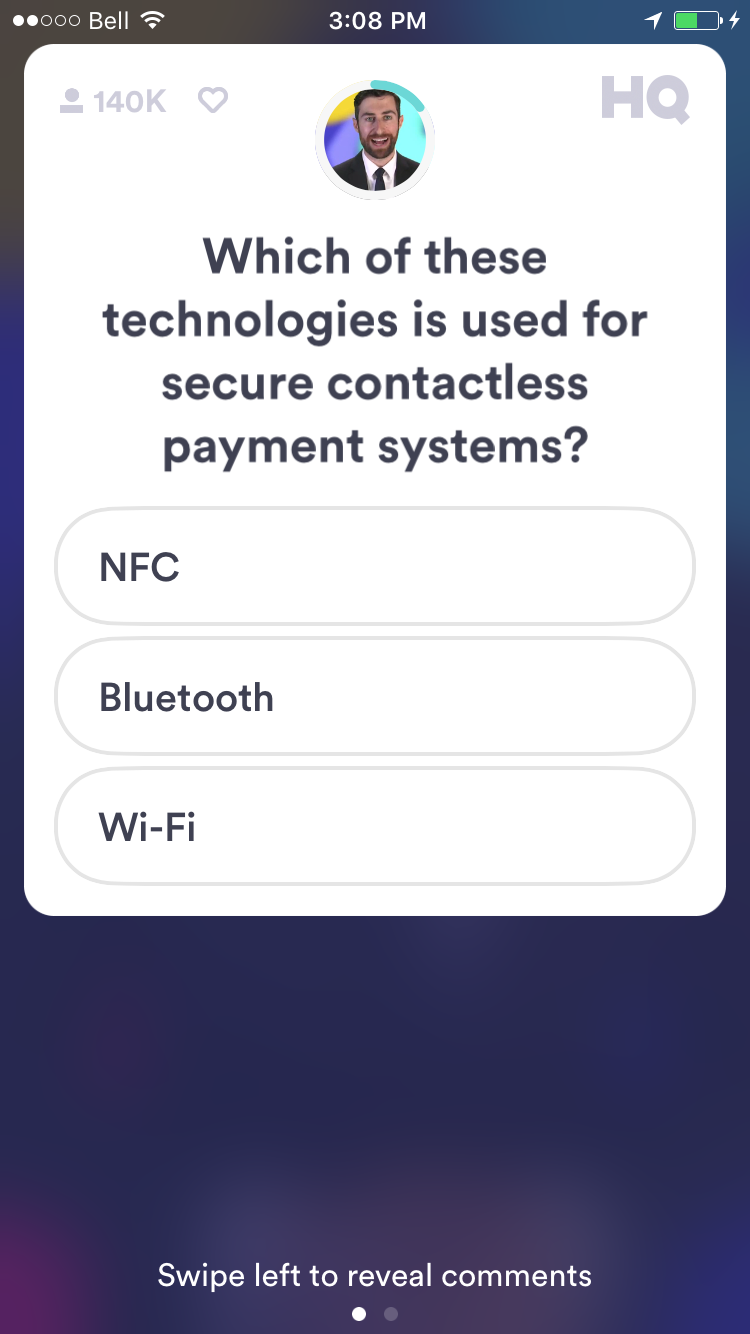 Bell 3:08 PM
140K HQ
Which of these
technologies is used for
secure contactless
payment systems?
NFC
Bluetooth
Wi-Fi
Swipe left to reveal comments